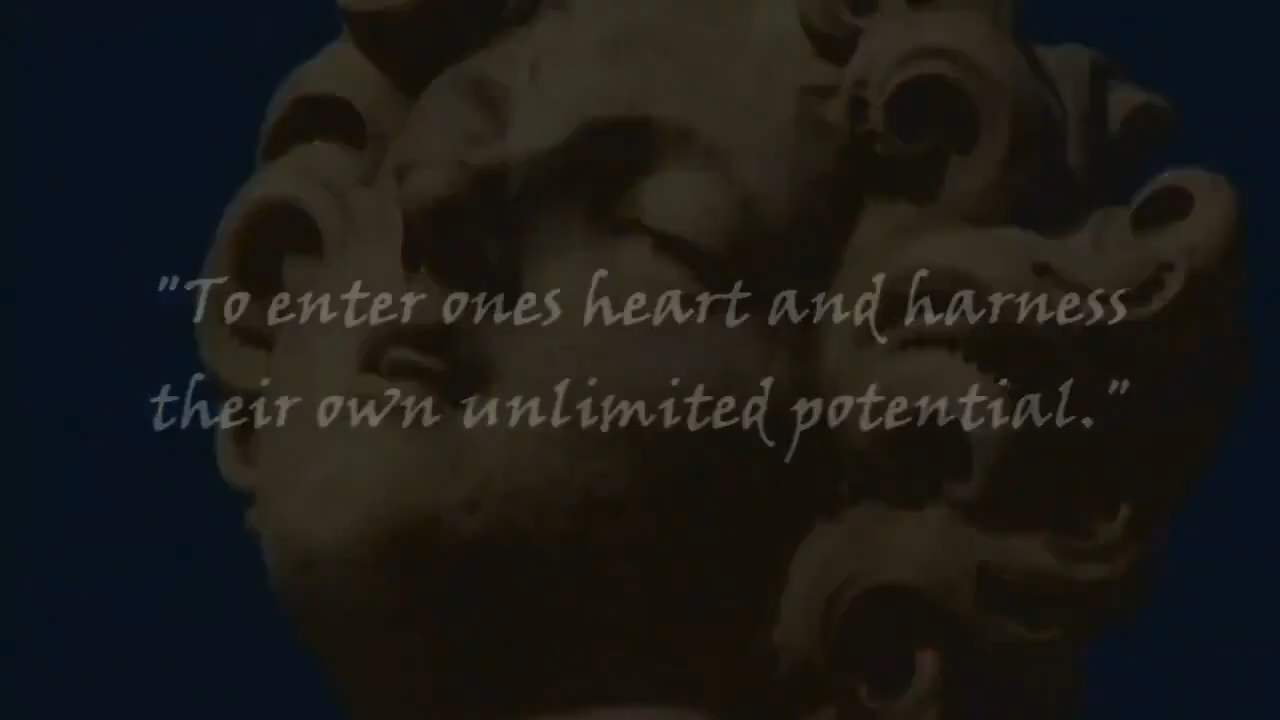 "To enter ones heart and harness
their own unlimited potential."